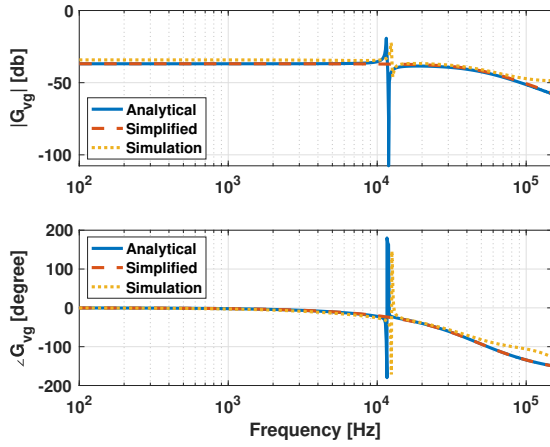 0
-50
-100
|G_vg| [db]
Analytical
Simplified
Simulation
10^2
10^3
10^4
10^5
200
100
0
-100
-200
∠G_vg [degree]
Analytical
Simplified
Simulation
10^2
10^3
10^4
10^5
Frequency [Hz]